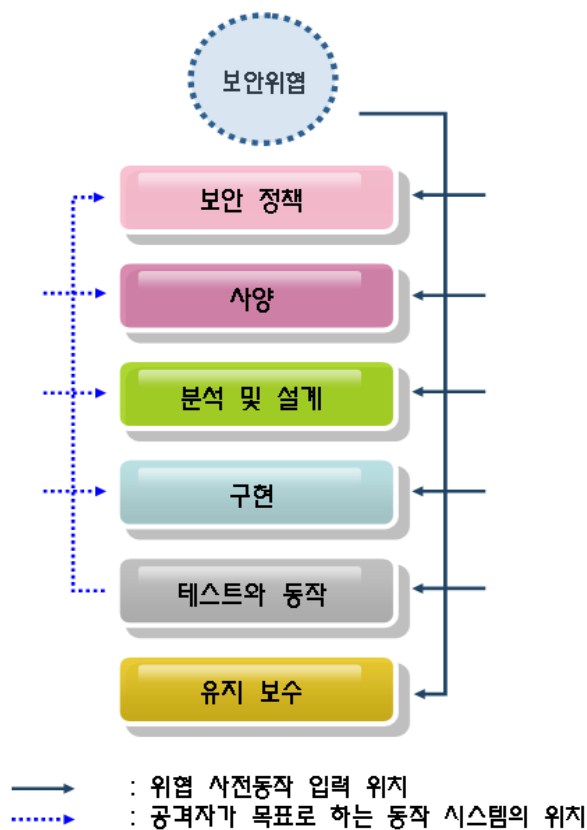 보안위협
보안 정책
사양
분석 및 설계
구현
테스트와 동작
유지 보수
: 위협 사전동작 입력 위치
: 공격자가 목표로 하는 동작 시스템의 위치